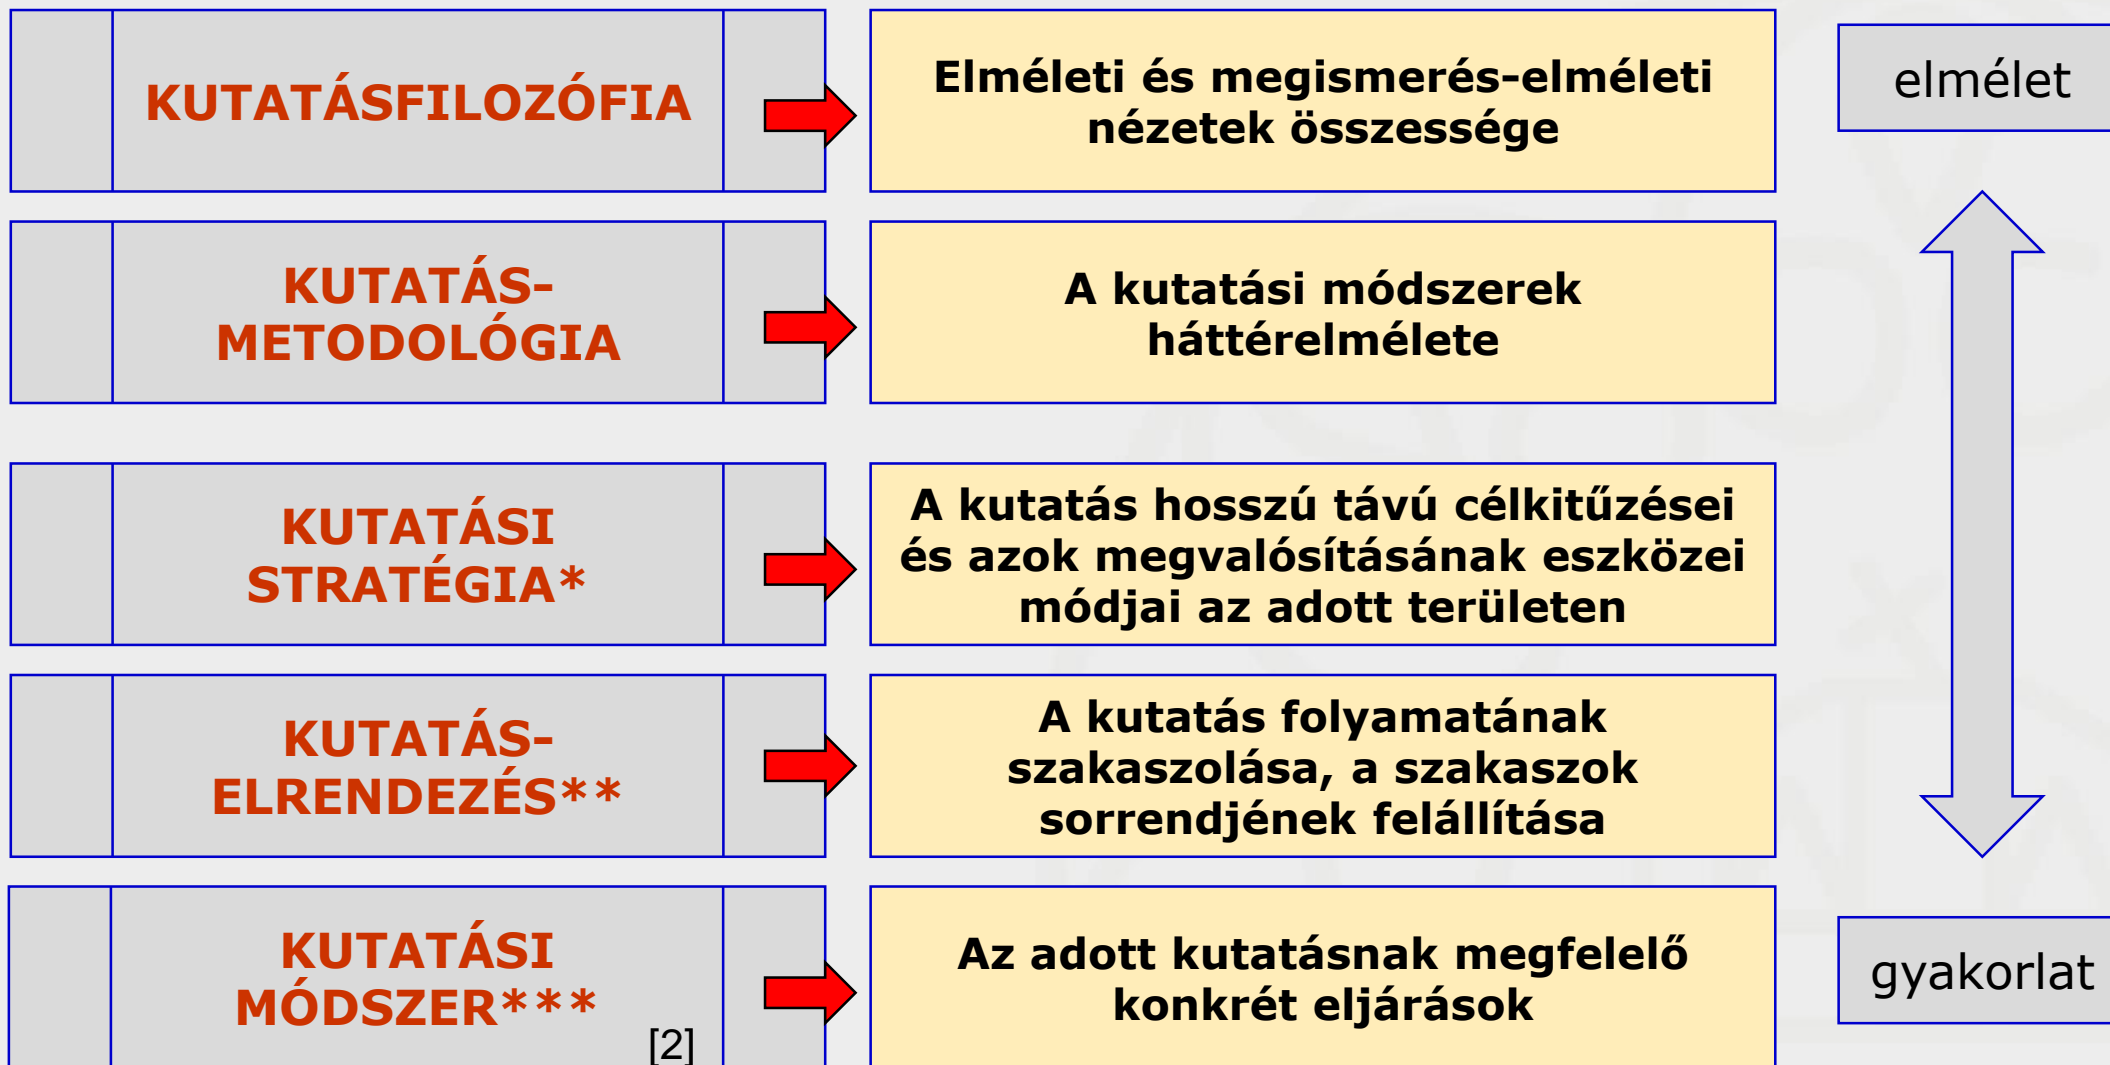 KUTATÁSFILOZÓFIA
Elméleti és megismerés-elméleti
nézetek összessége
elmélet
KUTATÁS-
METODOLÓGIA
A kutatási módszerek
háttérelmélete
KUTATÁSI
STRATÉGIA*
A kutatás hosszú távú célkitűzései
és azok megvalósításának eszközei
módjai az adott területen
KUTATÁS-
ELRENDEZÉS**
A kutatás folyamatának
szakaszolása, a szakaszok
sorrendjének felállítása
KUTATÁSI
MÓDSZER***
[2]
Az adott kutatásnak megfelelő
konkrét eljárások
gyakorlat